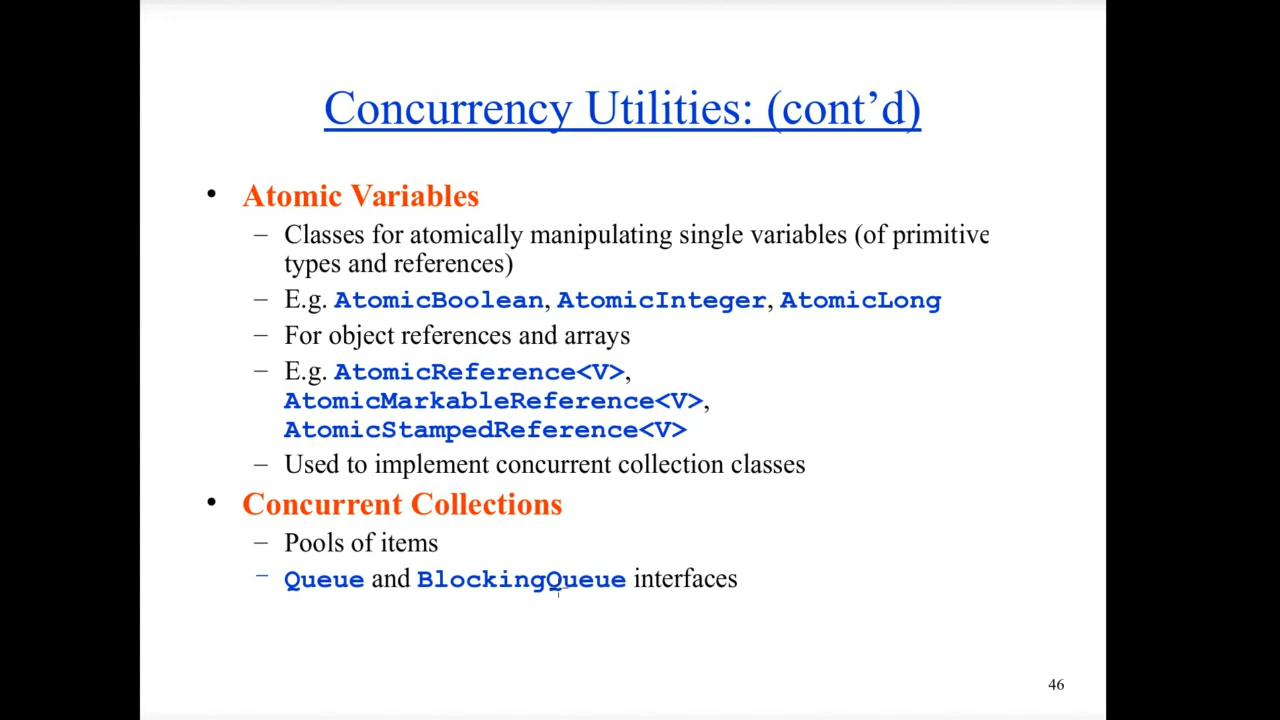 Concurrency Utilities: (cont’d)
• Atomic Variables
– Classes for atomically manipulating single variables (of primitive
types and references)
– E.g. AtomicBoolean, AtomicInteger, AtomicLong
– For object references and arrays
– E.g. AtomicReference<V>,
AtomicMarkableReference<V>,
AtomicStampedReference<V>
– Used to implement concurrent collection classes
• Concurrent Collections
– Pools of items
– Queue and BlockingQueue interfaces
46